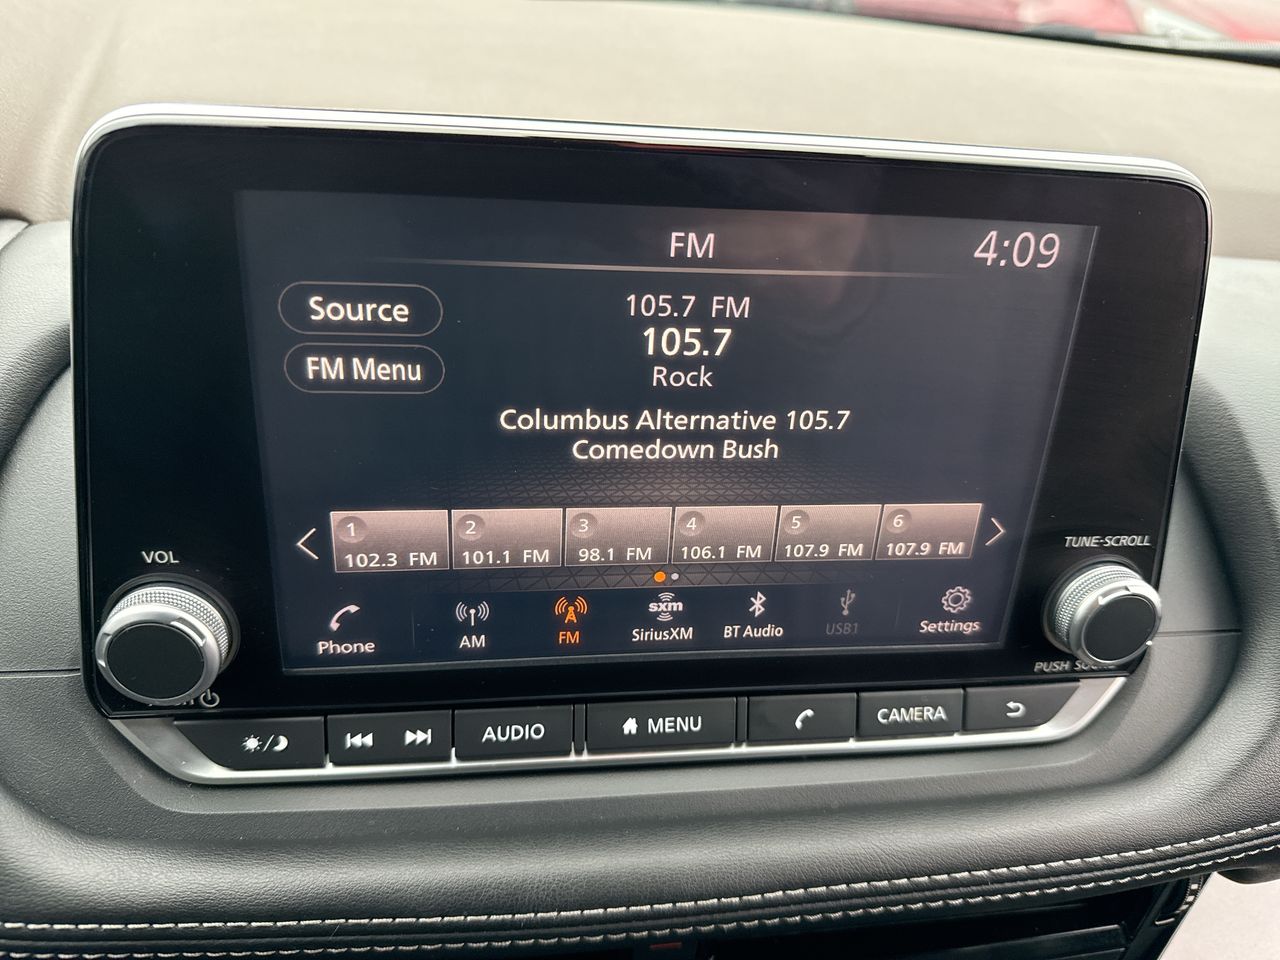 FM
4:09
Source
FM Menu
105.7 FM
105.7
Rock
Columbus Alternative 105.7
Comedown Bush
1
102.3 FM
2
101.1 FM
3
98.1 FM
4
106.1 FM
5
107.9 FM
6
107.9 FM
VOL
TUNE-SCROLL
Phone
AM
FM
sxm
SiriusXM
BT Audio
USB1
Settings
PUSH
AUDIO
MENU
CAMERA